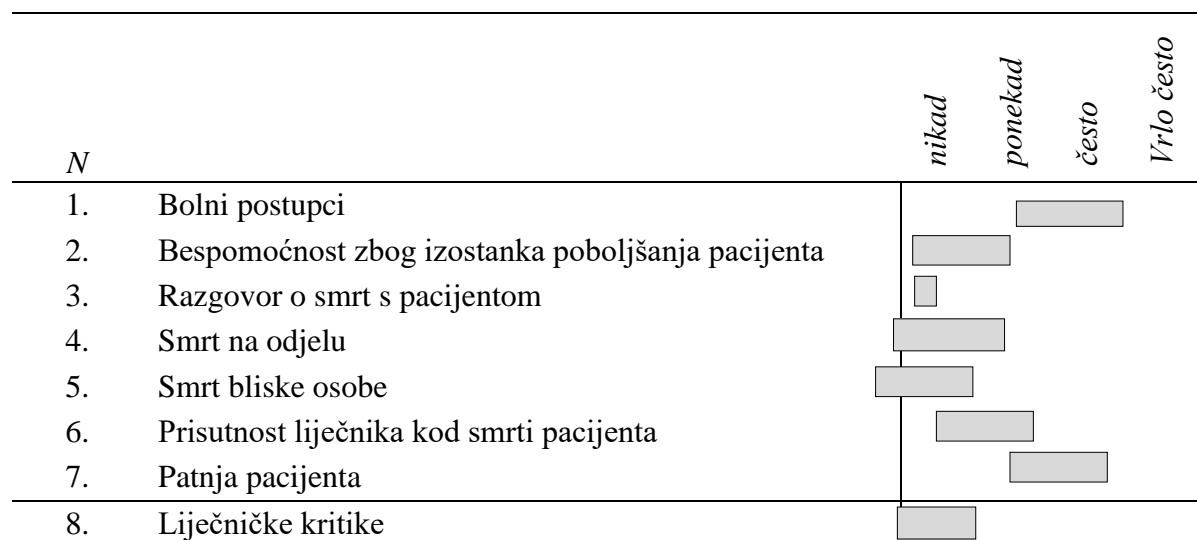 nikad
ponekad
često
Vrlo često
N
1. Bolni postupci
2. Bespomoćnost zbog izostanka poboljšanja pacijenta
3. Razgovor o smrt s pacijentom
4. Smrt na odjelu
5. Smrt bliske osobe
6. Prisutnost liječnika kod smrti pacijenta
7. Patnja pacijenta
8. Liječničke kritike